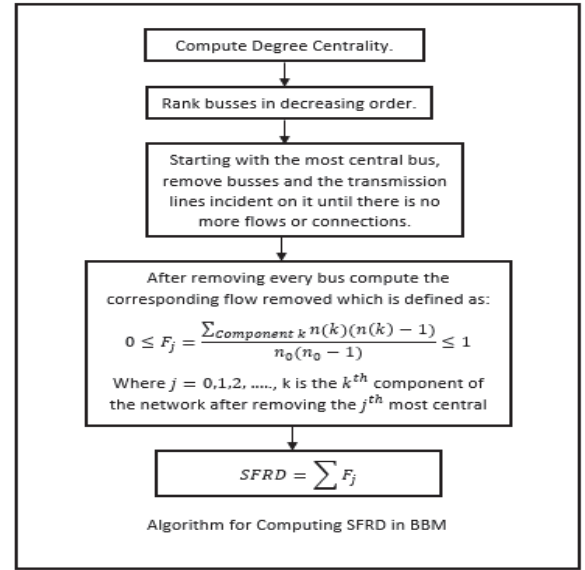 Compute Degree Centrality.
Rank busses in decreasing order.
Starting with the most central bus,
remove busses and the transmission
lines incident on it until there is no
more flows or connections.
After removing every bus compute the
corresponding flow removed which is defined as:
0 ≤ F_j = \frac{∑_{component k} n(k)(n(k) − 1)}{n_0(n_0 − 1)} ≤ 1
Where j = 0,1,2, ....., k is the k^{th} component of
the network after removing the j^{th} most central
SFRD = ∑ F_j
Algorithm for Computing SFRD in BBM